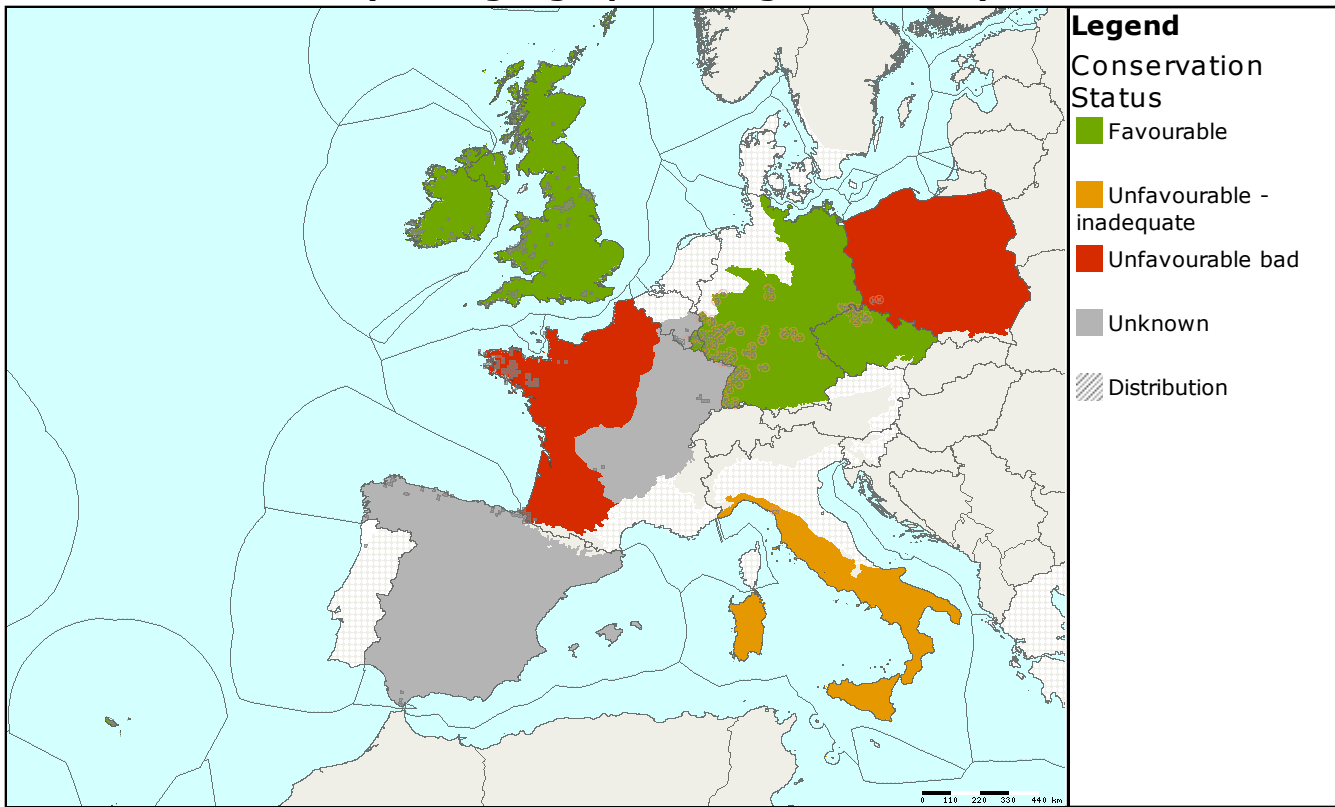 Legend
Conservation
Status
Favourable
Unfavourable -
inadequate
Unfavourable bad
Unknown
Distribution
0 110 220 330 440 km